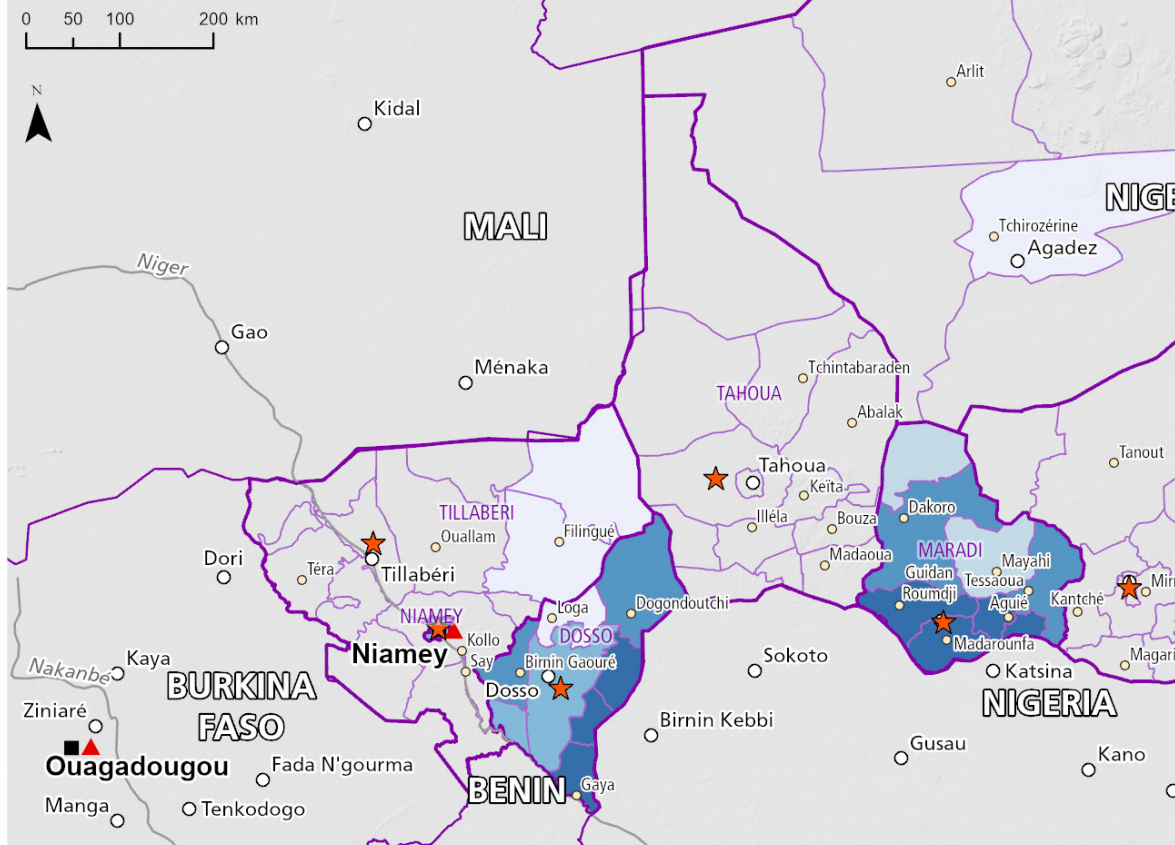 0 50 100 200 km
N
Arlit
Kidal
MALI
NIGE
Tchirozérine
Agadez
Niger
Gao
Ménaka
Tchintabaraden
TAHOUA
Abalak
Tahoua
Keïta
Tanout
TILLABERI
Ouallam
Filingué
Illéla
Bouza
Dakoro
Madaoua
MARADI
Mayahi
Dori
Téra
Tillabéri
Guidan
Roumdji
Tessaoua
Aguié
Kantché
Mirr
Loga
Dogondoutchi
NIAMEY
Niamey
Kollo
DOSSO
Madarounfa
Say
Birnin Gaouré
Dosso
Magari
Nakanbé
Kaya
BURKINA
FASO
Sokoto
Katsina
NIGERIA
Ziniaré
Birnin Kebbi
Ouagadougou
Fada N'gourma
Gusau
Kano
BENIN
Gaya
Manga
Tenkodogo